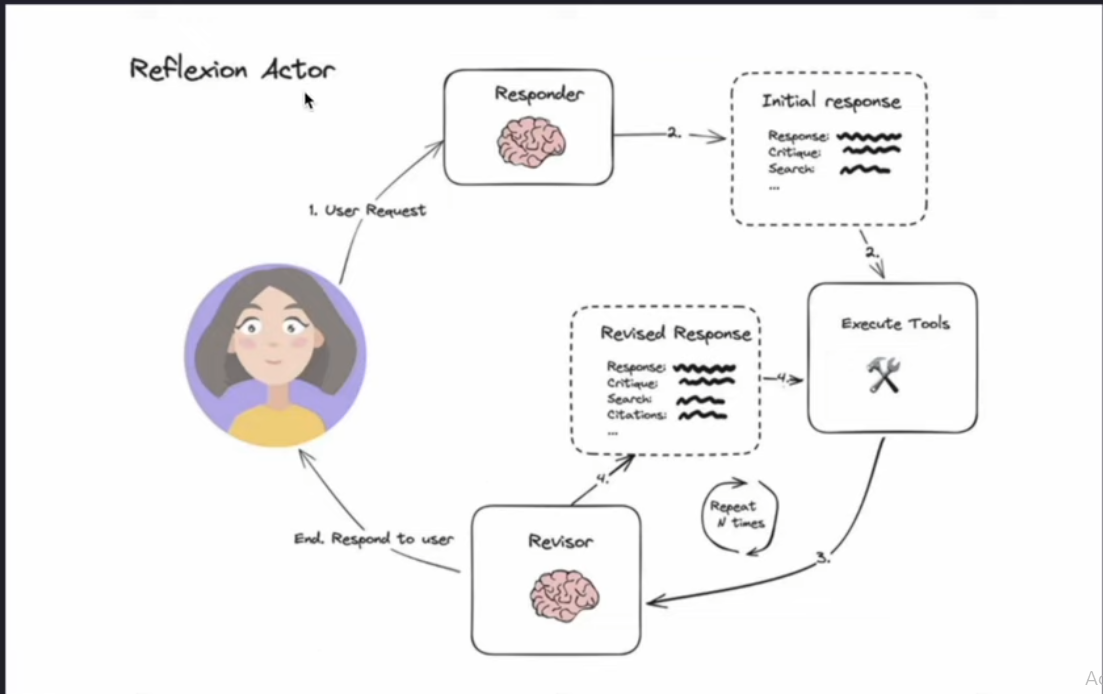 Reflexion Actor
Responder
2.
Initial response
Response:
Critique:
Search:
...
1. User Request
2.
Execute Tools
Revised Response
Response:
Critique:
Search:
Citations:
...
4.
4.
Repeat
N times
End. Respond to user
Revisor
3.